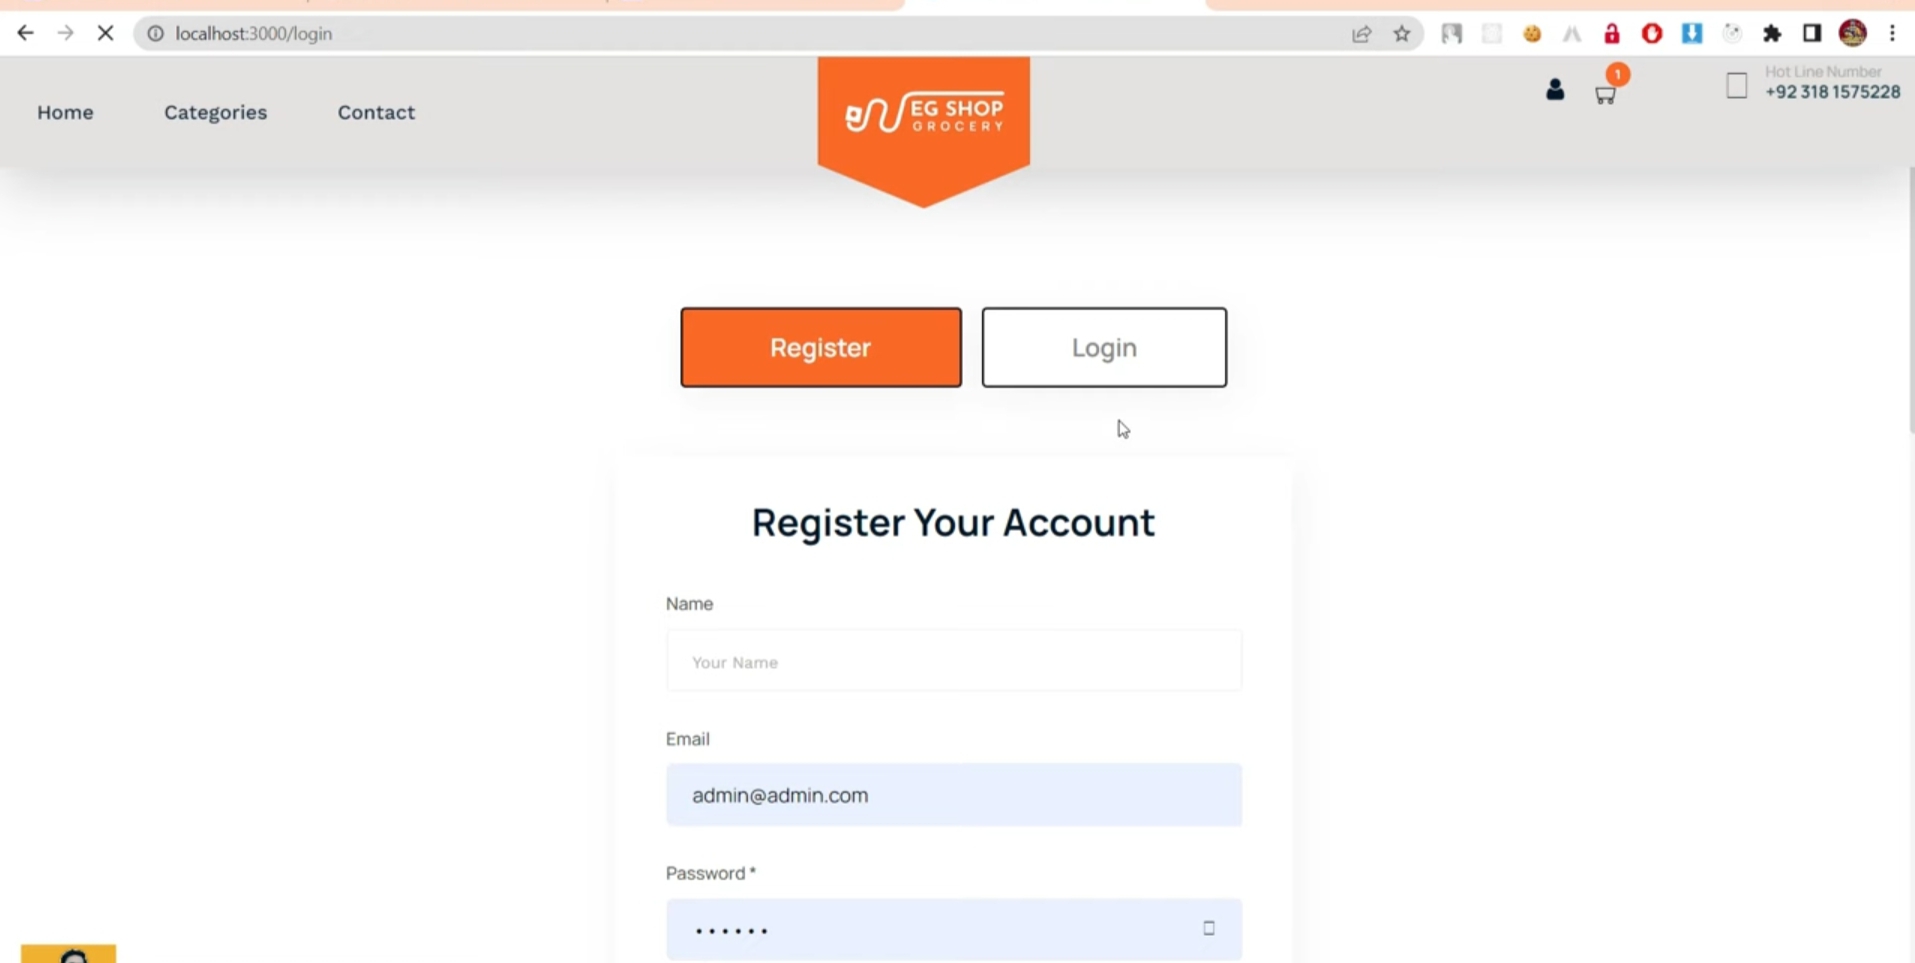 localhost:3000/login
Home
Categories
Contact
EG SHOP
GROCERY
1
Hot Line Number
+92 318 1575228
Register
Login
Register Your Account
Name
Your Name
Email
admin@admin.com
Password *